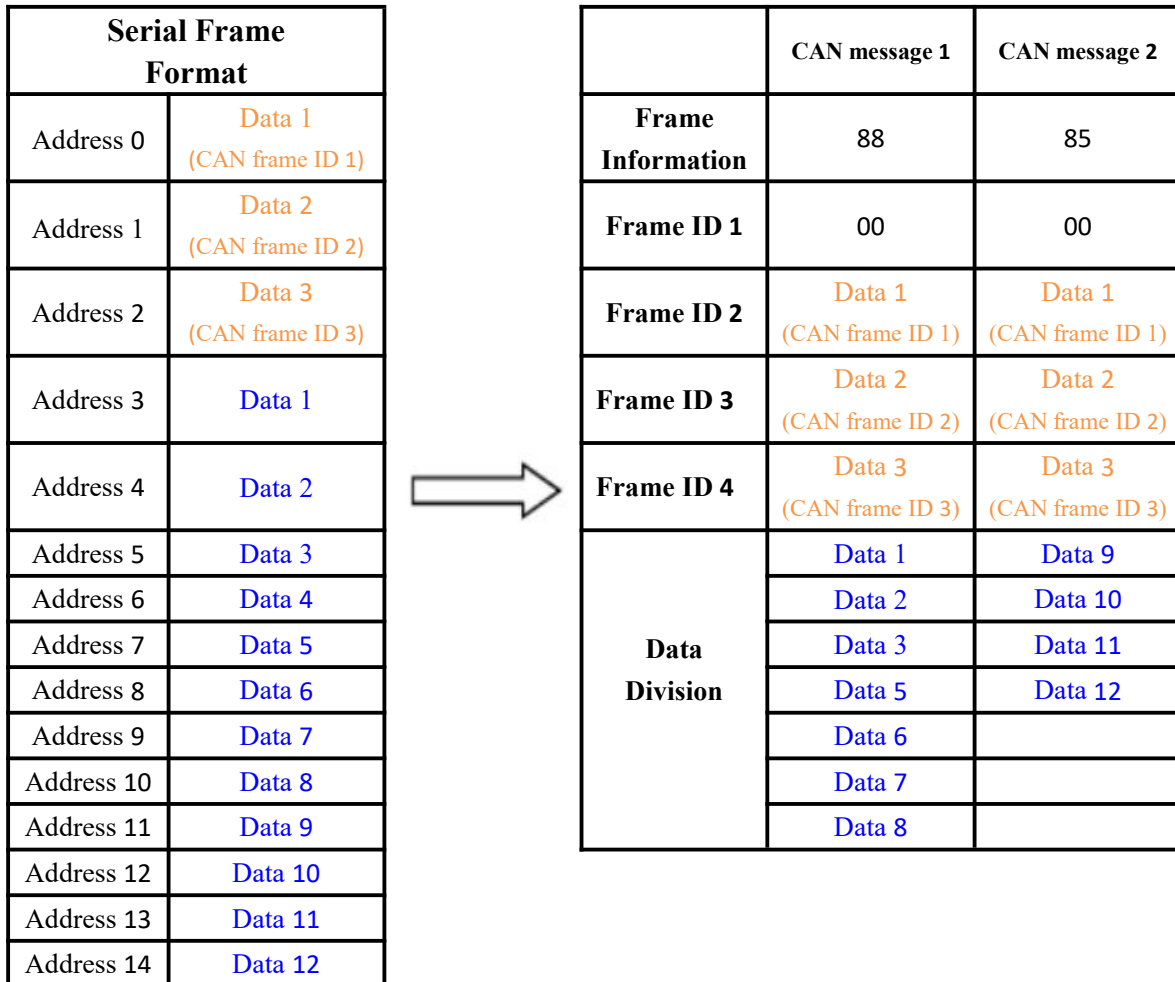 Serial Frame
Format
Address 0
Data 1
(CAN frame ID 1)
Address 1
Data 2
(CAN frame ID 2)
Address 2
Data 3
(CAN frame ID 3)
Address 3
Data 1
Address 4
Data 2
Address 5
Data 3
Address 6
Data 4
Address 7
Data 5
Address 8
Data 6
Address 9
Data 7
Address 10
Data 8
Address 11
Data 9
Address 12
Data 10
Address 13
Data 11
Address 14
Data 12
CAN message 1
CAN message 2
Frame
Information
88
85
Frame ID 1
00
00
Frame ID 2
Data 1
(CAN frame ID 1)
Data 1
(CAN frame ID 1)
Frame ID 3
Data 2
(CAN frame ID 2)
Data 2
(CAN frame ID 2)
Frame ID 4
Data 3
(CAN frame ID 3)
Data 3
(CAN frame ID 3)
Data
Division
Data 1
Data 9
Data 2
Data 10
Data 3
Data 11
Data 5
Data 12
Data 6
Data 7
Data 8